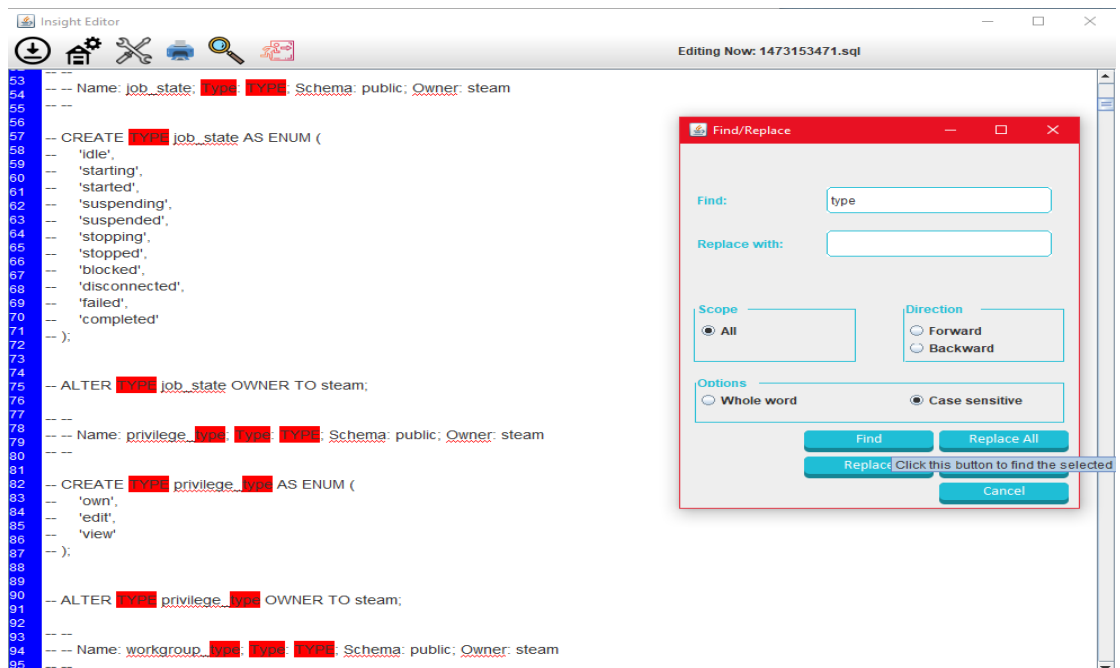 Insight Editor
Editing Now: 1473153471.sql
53 -- --
54 -- -- Name: job_state; Type: TYPE; Schema: public; Owner: steam
55 -- --
56
57 -- CREATE TYPE job_state AS ENUM (
58 -- 'idle',
59 -- 'starting',
60 -- 'started',
61 -- 'suspending',
62 -- 'suspended',
63 -- 'stopping',
64 -- 'stopped',
65 -- 'blocked',
66 -- 'disconnected',
67 -- 'failed',
68 -- 'completed'
69 -- );
70
71
72
73
74
75 -- ALTER TYPE job_state OWNER TO steam;
76
77 -- --
78 -- -- Name: privilege_type; Type: TYPE; Schema: public; Owner: steam
79 -- --
80
81
82 -- CREATE TYPE privilege_type AS ENUM (
83 -- 'own',
84 -- 'edit',
85 -- 'view'
86 -- );
87
88
89
90 -- ALTER TYPE privilege_type OWNER TO steam;
91
92
93 -- --
94 -- -- Name: workgroup_type; Type: TYPE; Schema: public; Owner: steam
95 -- --
Find/Replace
Find: type
Replace with:
Scope
All
Direction
Forward
Backward
Options
Whole word
Case sensitive
Find
Replace All
Replace
Click this button to find the selected
Cancel